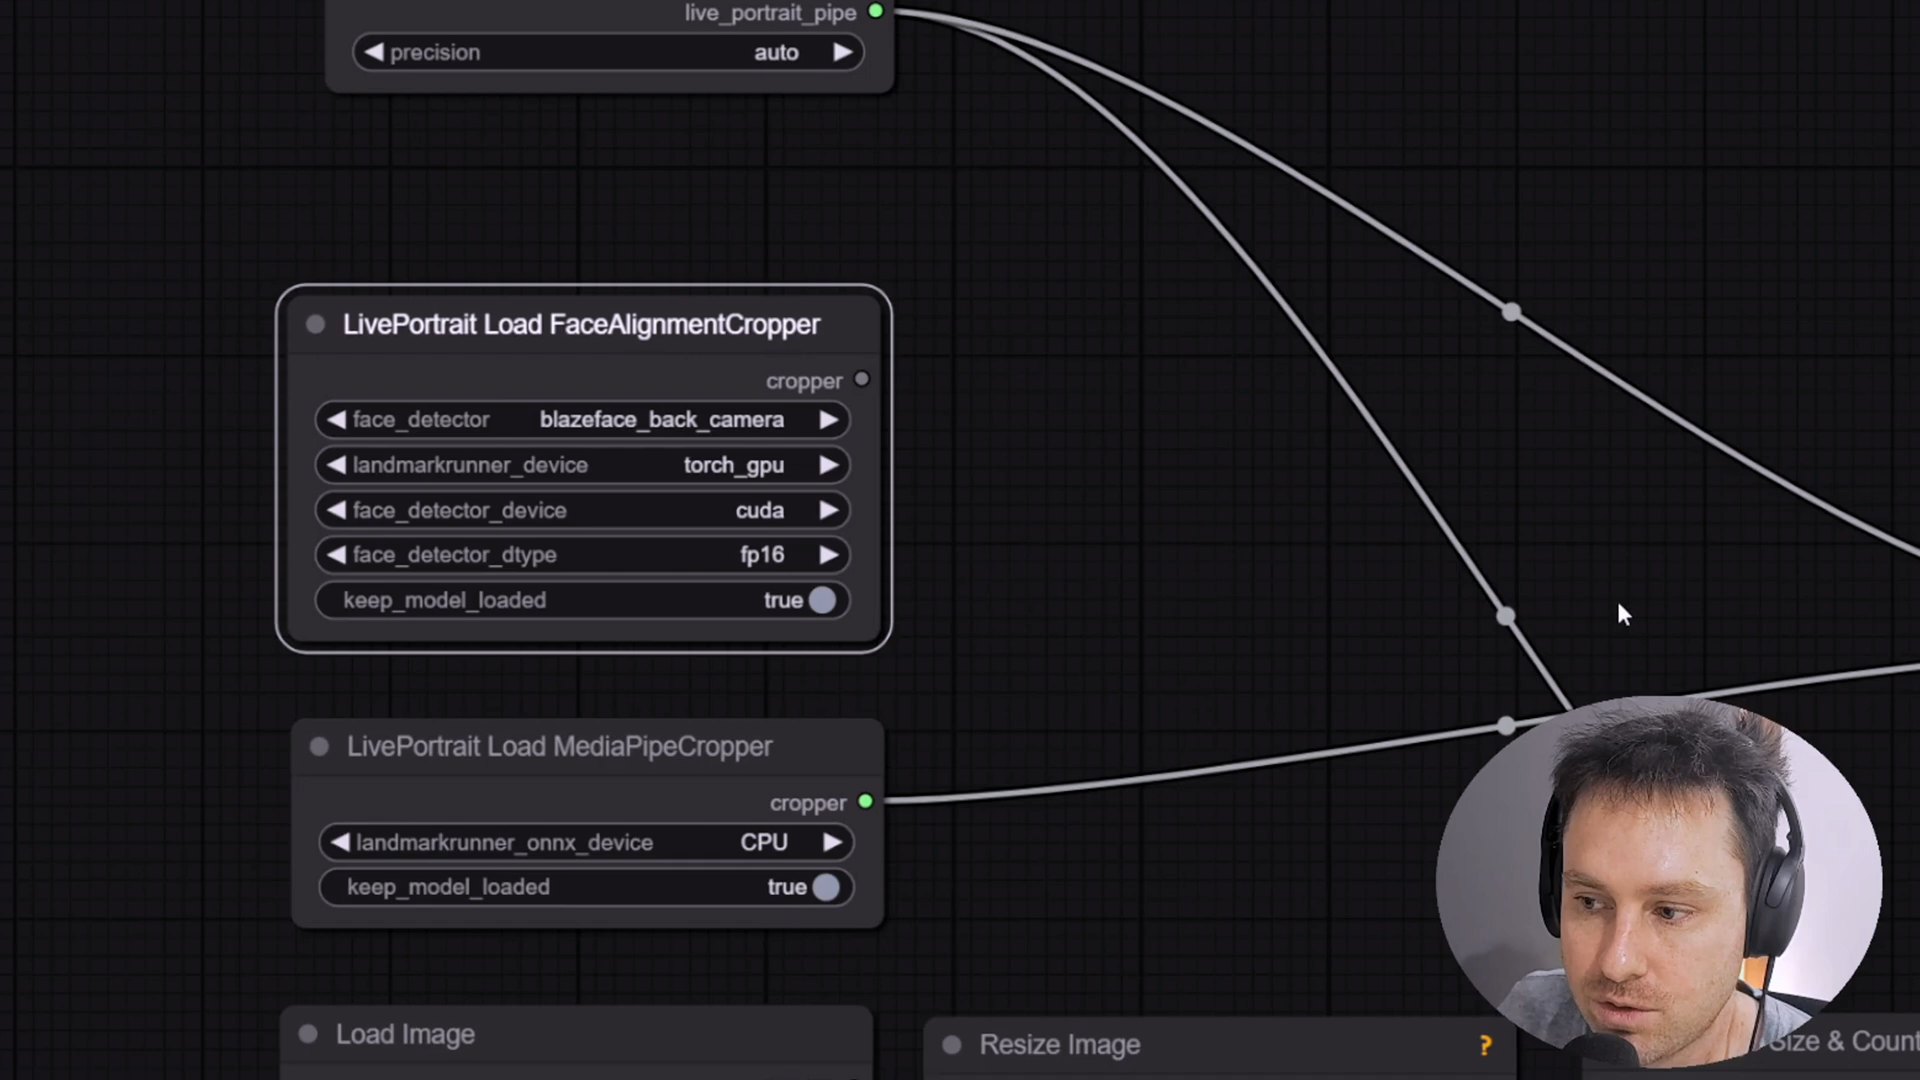 live_portrait_pipe
precision auto
LivePortrait Load FaceAlignmentCropper
cropper
face_detector blazeface_back_camera
landmarkrunner_device torch_gpu
face_detector_device cuda
face_detector_dtype fp16
keep_model_loaded true
LivePortrait Load MediaPipeCropper
cropper
landmarkrunner_onnx_device CPU
keep_model_loaded true
Load Image
Resize Image ?
Size & Count